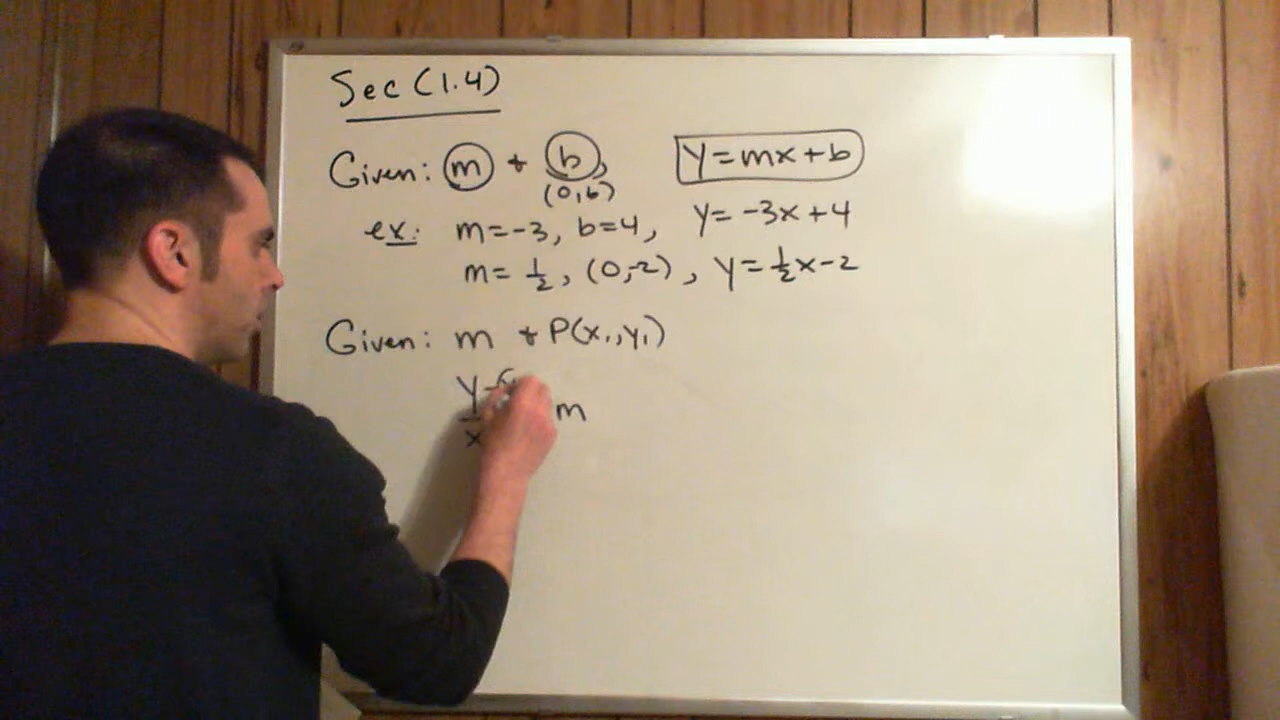 Sec (1.4)
Given: m + b, y = mx + b
(0,b)
ex: m = -3, b = 4, y = -3x + 4
m = 1/2, (0,-2), y = 1/2x - 2
Given: m + P(x₁, y₁)
y -
x
m